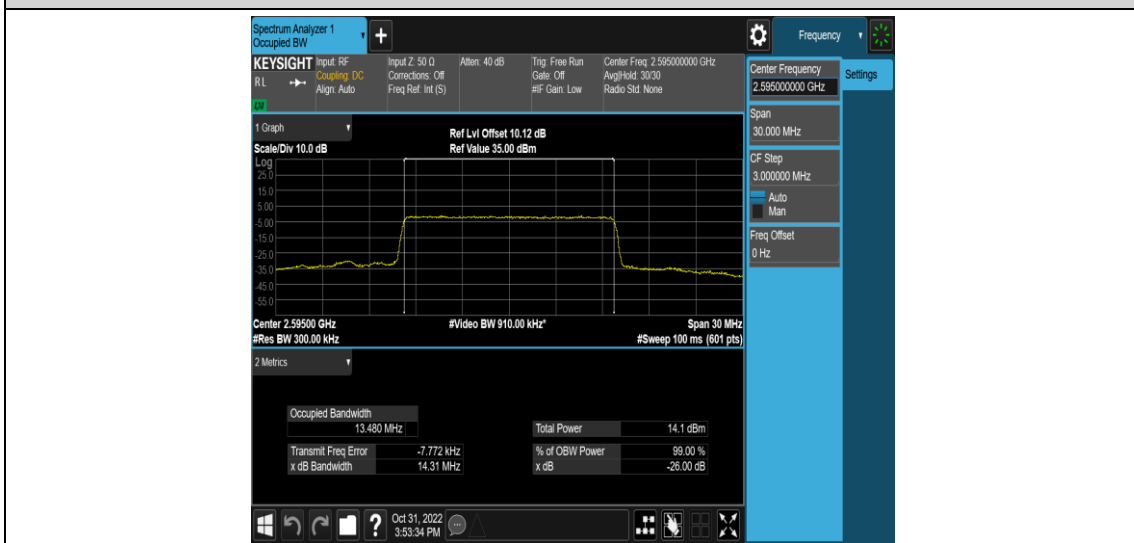 Spectrum Analyzer 1
Occupied BW
+
Frequency
KEYSIGHT
RL
Input: RF
Coupling: DC
Align: Auto
Input Z: 50 Ω
Corrections: Off
Freq Ref: Int (S)
Atten: 40 dB
Trig: Free Run
Gate: Off
#IF Gain: Low
Center Freq: 2.595000000 GHz
Avg|Hold: 30/30
Radio Std: None
Center Frequency
2.595000000 GHz
Settings
Span
30.000 MHz
CF Step
3.000000 MHz
Auto
Man
Freq Offset
0 Hz
1 Graph
Scale/Div 10.0 dB
Ref Lvl Offset 10.12 dB
Ref Value 35.00 dBm
Log
25.0
15.0
5.00
-5.00
-15.0
-25.0
-35.0
-45.0
-55.0
Center 2.59500 GHz
#Video BW 910.00 kHz*
Span 30 MHz
#Res BW 300.00 kHz
#Sweep 100 ms (601 pts)
2 Metrics
Occupied Bandwidth
13.480 MHz
Total Power 14.1 dBm
Transmit Freq Error -7.772 kHz
% of OBW Power 99.00 %
x dB Bandwidth 14.31 MHz
x dB -26.00 dB
?
Oct 31, 2022
3:53:34 PM